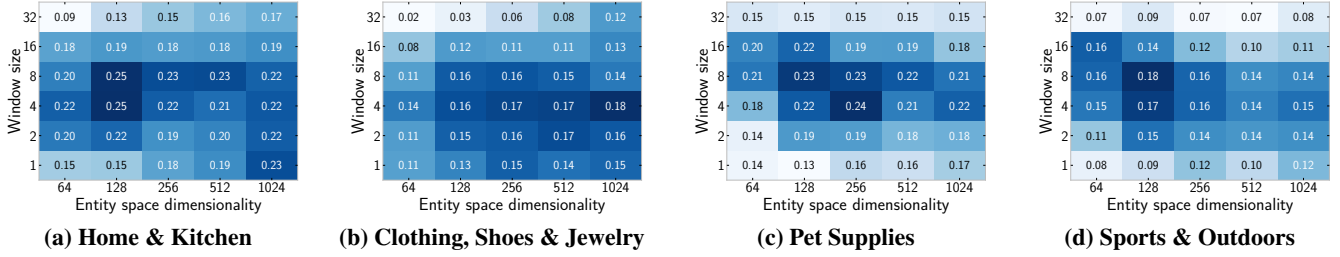 Window size
32 0.09 0.13 0.15 0.16 0.17
16 0.18 0.19 0.18 0.18 0.19
8 0.20 0.25 0.23 0.23 0.22
4 0.22 0.25 0.22 0.21 0.22
2 0.20 0.22 0.19 0.20 0.22
1 0.15 0.15 0.18 0.19 0.23
64 128 256 512 1024
Entity space dimensionality
(a) Home & Kitchen
Window size
32 0.02 0.03 0.06 0.08 0.12
16 0.08 0.12 0.11 0.11 0.13
8 0.11 0.16 0.16 0.15 0.14
4 0.14 0.16 0.17 0.17 0.18
2 0.11 0.15 0.16 0.17 0.16
1 0.11 0.13 0.15 0.14 0.15
64 128 256 512 1024
Entity space dimensionality
(b) Clothing, Shoes & Jewelry
Window size
32 0.15 0.15 0.15 0.15 0.15
16 0.20 0.22 0.19 0.19 0.18
8 0.21 0.23 0.23 0.22 0.21
4 0.18 0.22 0.24 0.21 0.22
2 0.14 0.19 0.19 0.18 0.18
1 0.14 0.13 0.16 0.16 0.17
64 128 256 512 1024
Entity space dimensionality
(c) Pet Supplies
Window size
32 0.07 0.09 0.07 0.07 0.08
16 0.16 0.14 0.12 0.10 0.11
8 0.16 0.18 0.16 0.14 0.14
4 0.15 0.17 0.16 0.14 0.15
2 0.11 0.15 0.14 0.14 0.14
1 0.08 0.09 0.12 0.10 0.12
64 128 256 512 1024
Entity space dimensionality
(d) Sports & Outdoors